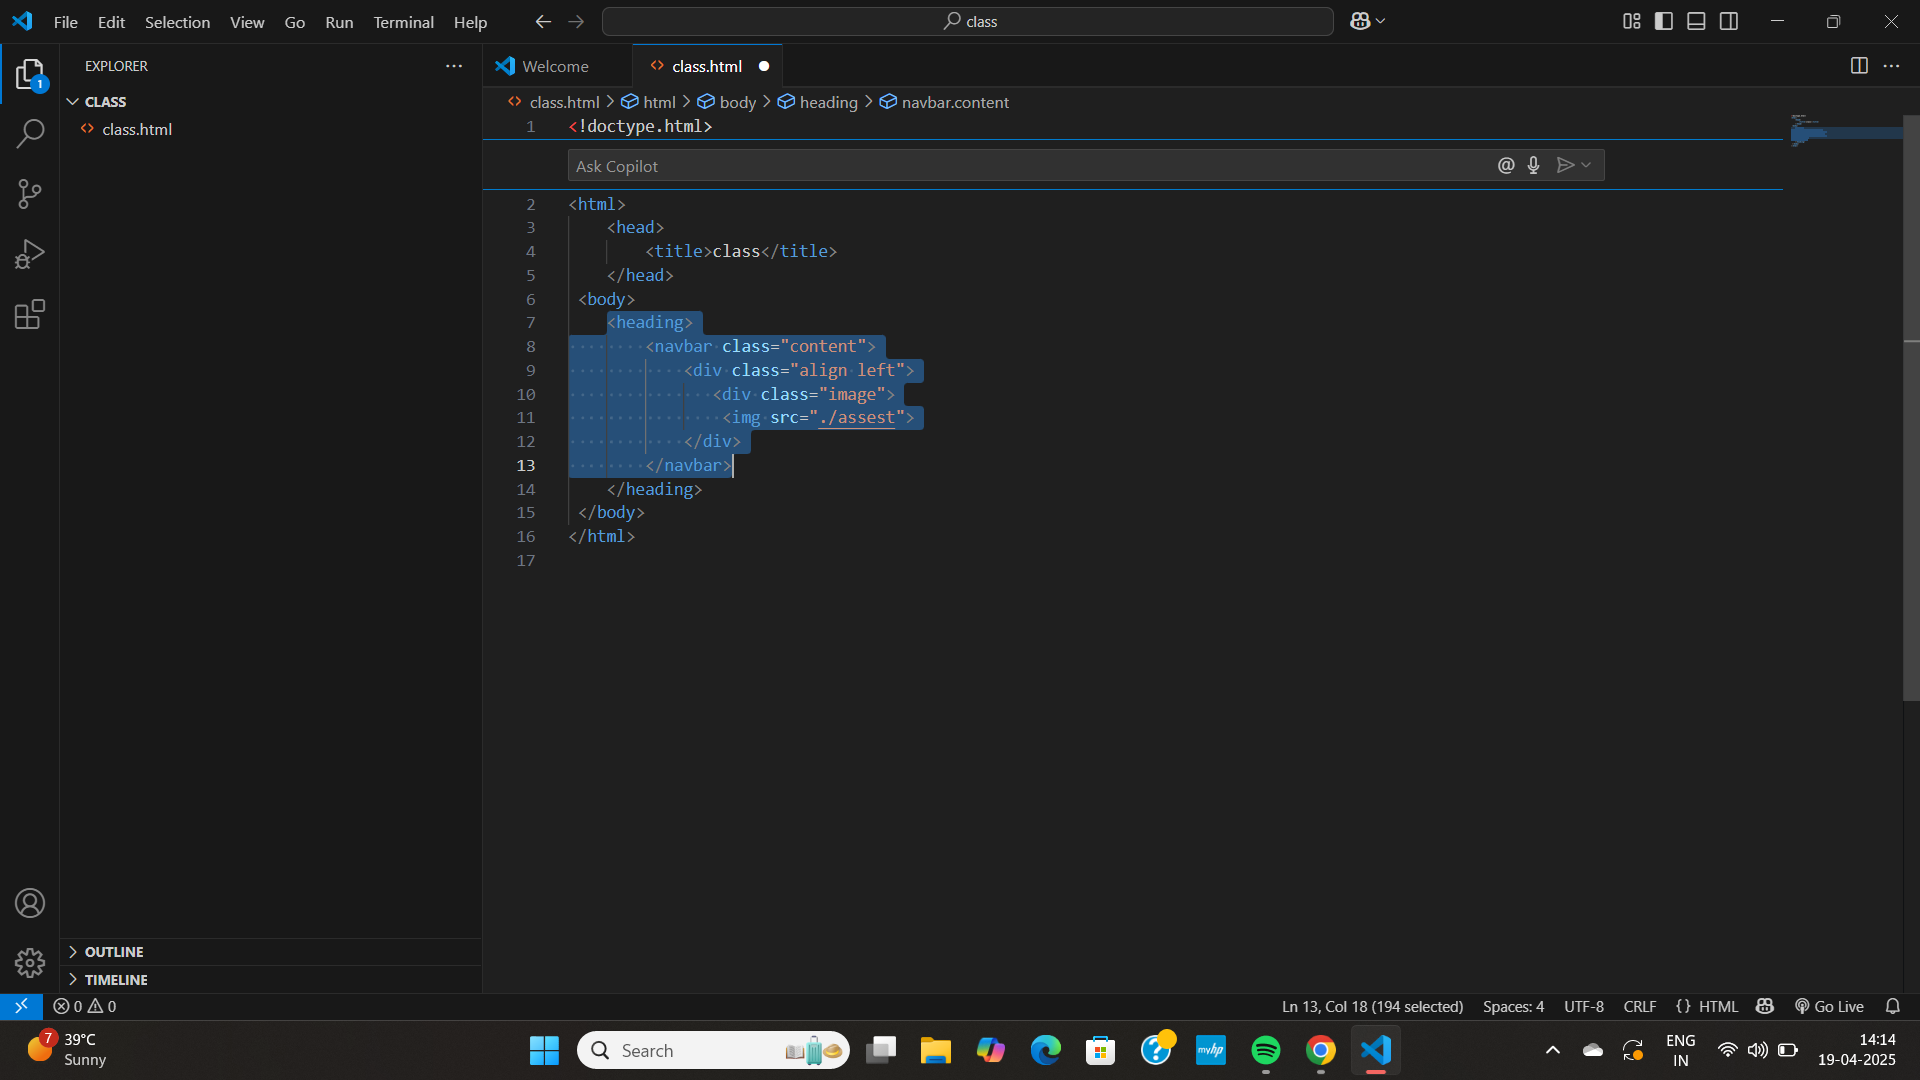 File Edit Selection View Go Run Terminal Help
class
EXPLORER
1
CLASS
class.html
Welcome
class.html
class.html > html > body > heading > navbar.content
1 <!doctype.html>
Ask Copilot
2 <html>
3 <head>
4 <title>class</title>
5 </head>
6 <body>
7 <heading>
8 <navbar class="content">
9 <div class="align left">
10 <div class="image">
11 <img src="./assest">
12 </div>
13 </navbar>
14 </heading>
15 </body>
16 </html>
17
OUTLINE
TIMELINE
0 0
Ln 13, Col 18 (194 selected) Spaces: 4 UTF-8 CRLF {} HTML Go Live
7
39°C
Sunny
Search
myhp
ENG
IN
14:14
19-04-2025